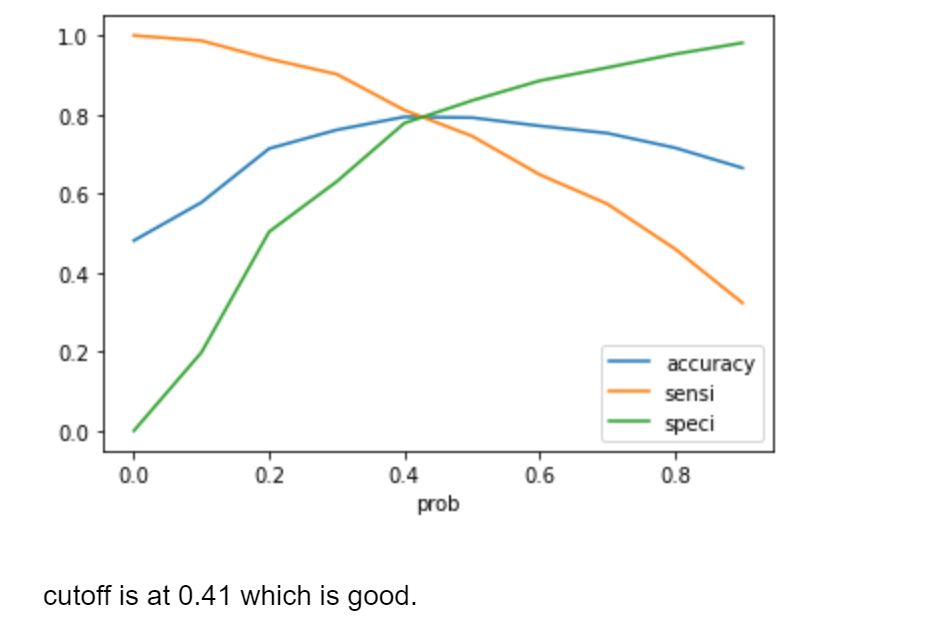 1.0
0.8
0.6
0.4
0.2
0.0
accuracy
sensi
speci
0.0 0.2 0.4 0.6 0.8
prob
cutoff is at 0.41 which is good.